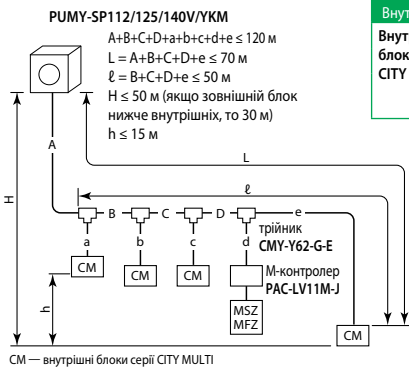 PUMY-SP112/125/140V/YKM
A+B+C+D+a+b+c+d+e ≤ 120 м
L = A+B+C+D+e ≤ 70 м
ℓ = B+C+D+e ≤ 50 м
H ≤ 50 м (якщо зовнішній блок
нижче внутрішніх, то 30 м)
h ≤ 15 м
Внут
блок
CITY
A
L
H
ℓ
B
C
D
e
трійник
CMY-Y62-G-E
a
b
c
d
CM
CM
CM
М-контролер
PAC-LV11M-J
h
MSZ
MFZ
CM
CM — внутрішні блоки серії CITY MULTI